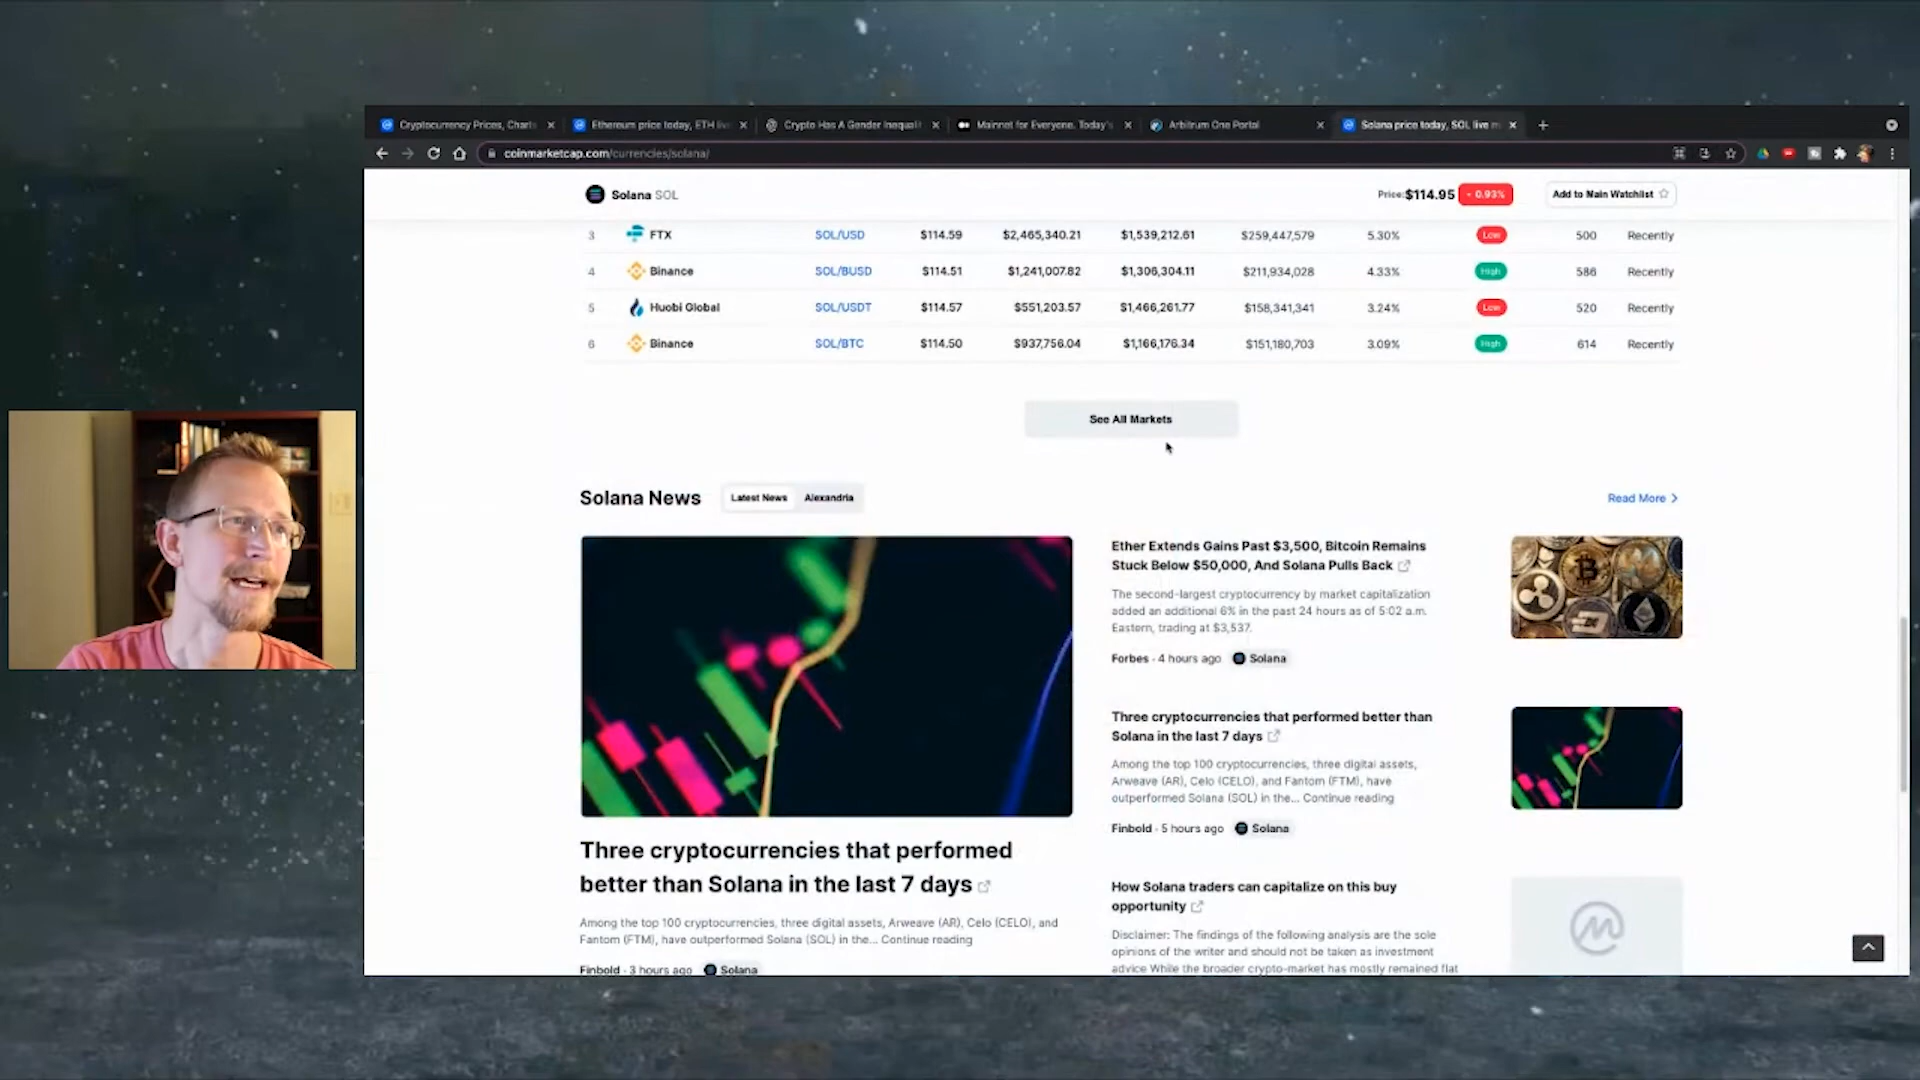 Cryptocurrency Prices, Charts
Ethereum price today, ETH live
Crypto Has A Gender Inequali
Mainnet for Everyone. Today's
Arbitrum One Portal
Solana price today, SOL live m
coinmarketcap.com/currencies/solana/
Solana SOL
Price:$114.95
0.93%
Add to Main Watchlist
3 FTX SOL/USD $114.59 $2,465,340.21 $1,539,212.61 $259,447,579 5.30% Low 500 Recently
4 Binance SOL/BUSD $114.51 $1,241,007.82 $1,306,304.11 $211,934,028 4.33% High 586 Recently
5 Huobi Global SOL/USDT $114.57 $551,203.57 $1,466,261.77 $158,341,341 3.24% Low 520 Recently
6 Binance SOL/BTC $114.50 $937,756.04 $1,166,176.34 $151,180,703 3.09% High 614 Recently
See All Markets
Solana News
Latest News
Alexandria
Read More
Three cryptocurrencies that performed
better than Solana in the last 7 days
Among the top 100 cryptocurrencies, three digital assets, Arweave (AR), Celo (CELO), and
Fantom (FTM), have outperformed Solana (SOL) in the... Continue reading
Finbold · 3 hours ago Solana
Ether Extends Gains Past $3,500, Bitcoin Remains
Stuck Below $50,000, And Solana Pulls Back
The second-largest cryptocurrency by market capitalization
added an additional 6% in the past 24 hours as of 5:02 a.m.
Eastern, trading at $3,537.
Forbes · 4 hours ago Solana
Three cryptocurrencies that performed better than
Solana in the last 7 days
Among the top 100 cryptocurrencies, three digital assets,
Arweave (AR), Celo (CELO), and Fantom (FTM), have
outperformed Solana (SOL) in the... Continue reading
Finbold · 5 hours ago Solana
How Solana traders can capitalize on this buy
opportunity
Disclaimer: The findings of the following analysis are the sole
opinions of the writer and should not be taken as investment
advice While the broader crypto-market has mostly remained flat